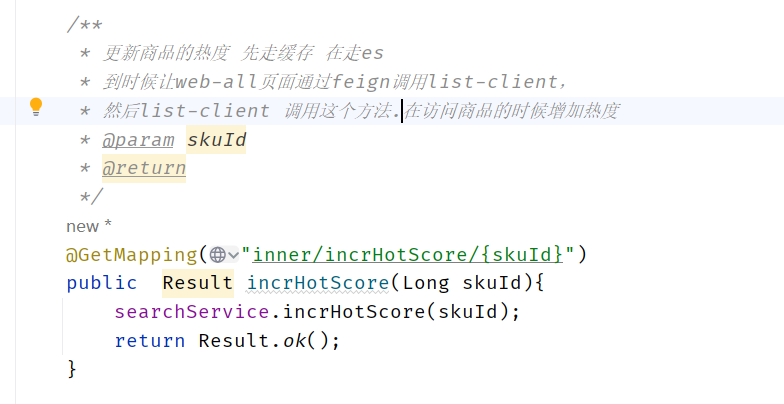 /**
* 更新商品的热度 先走缓存 在走es
* 到时候让web-all页面通过feign调用list-client，
* 然后list-client 调用这个方法.在访问商品的时候增加热度
* @param skuId
* @return
*/
new *
@GetMapping("inner/incrHotScore/{skuId}")
public  Result incrHotScore(Long skuId){
searchService.incrHotScore(skuId);
return Result.ok();
}